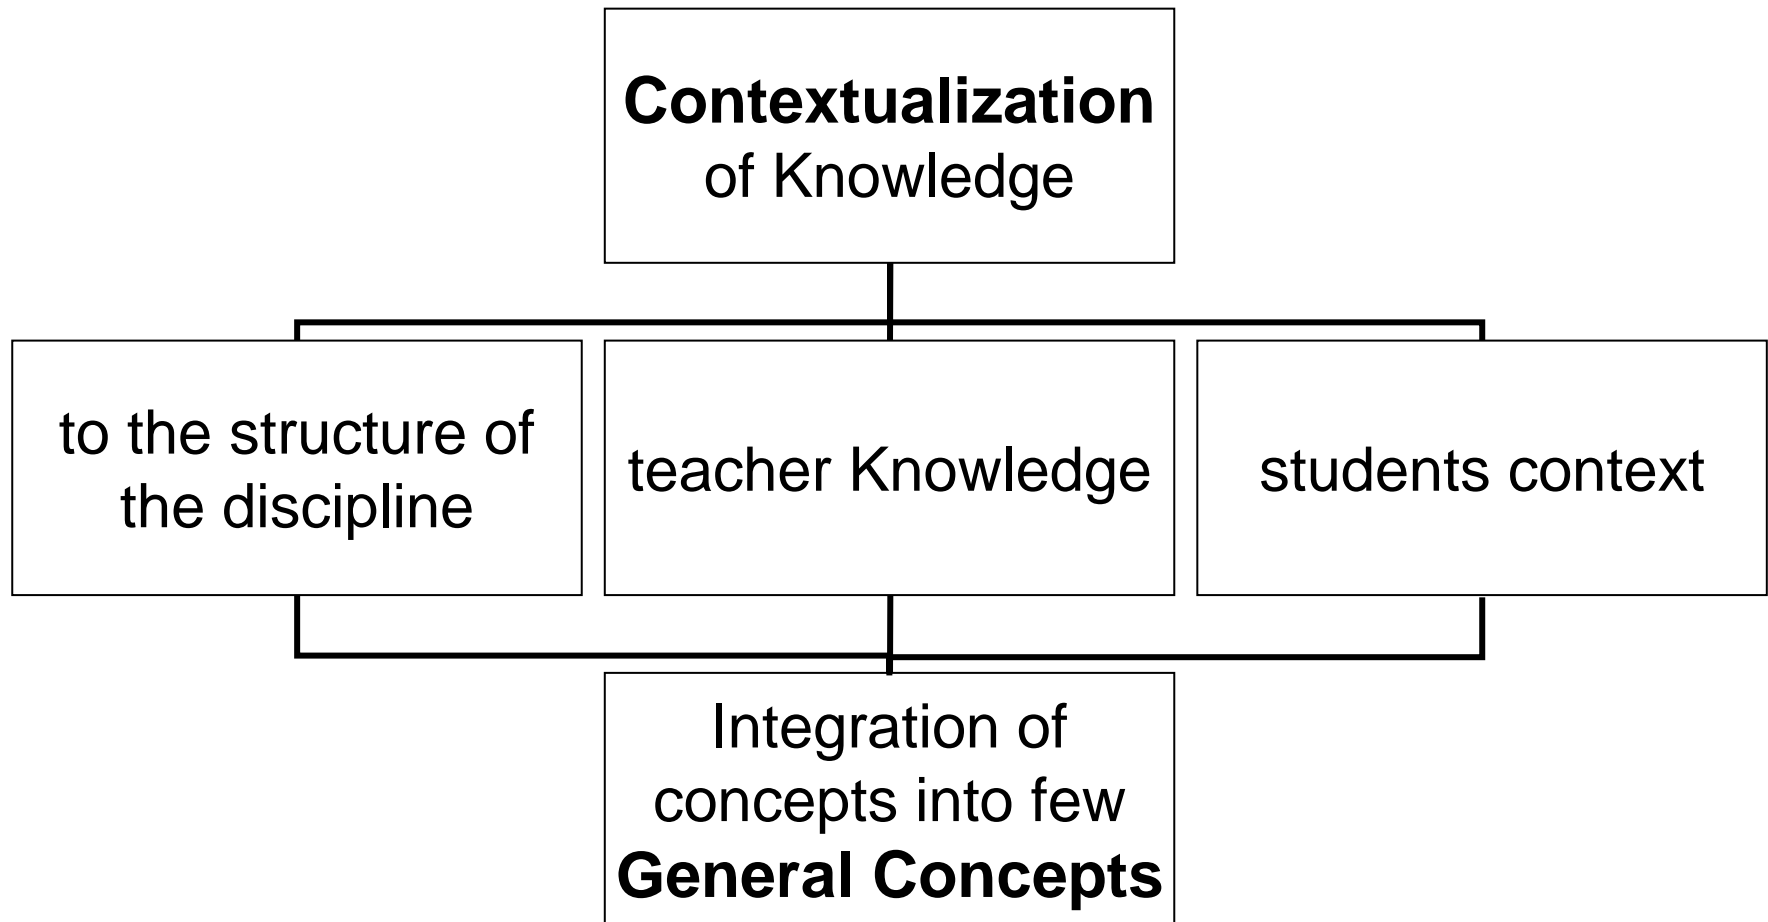 Contextualization
of Knowledge
to the structure of
the discipline
teacher Knowledge
students context
Integration of
concepts into few
General Concepts